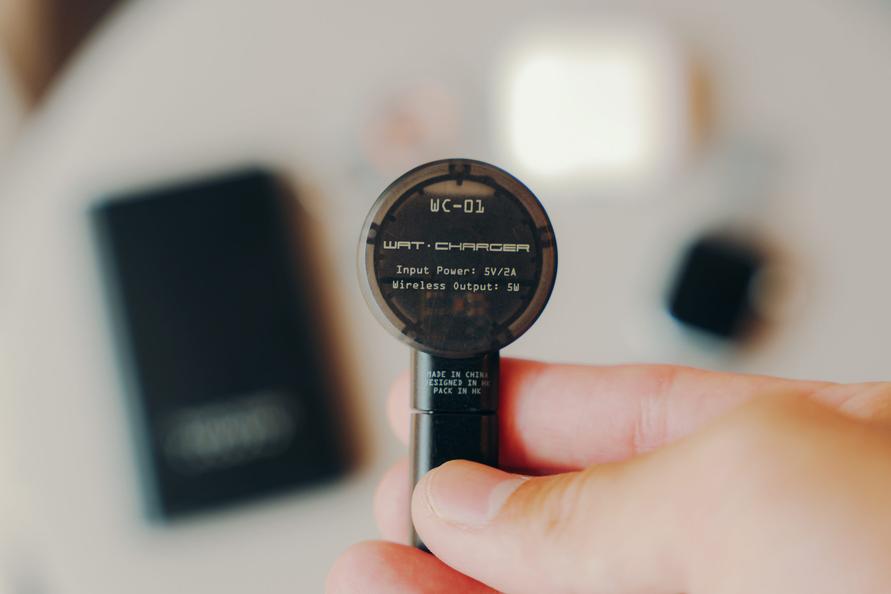 WC-01
WAT·CHARGER
Input Power: 5V/2A
Wireless Output: 5W
MADE IN CHINA
DESIGNED IN HK
PACK IN HK